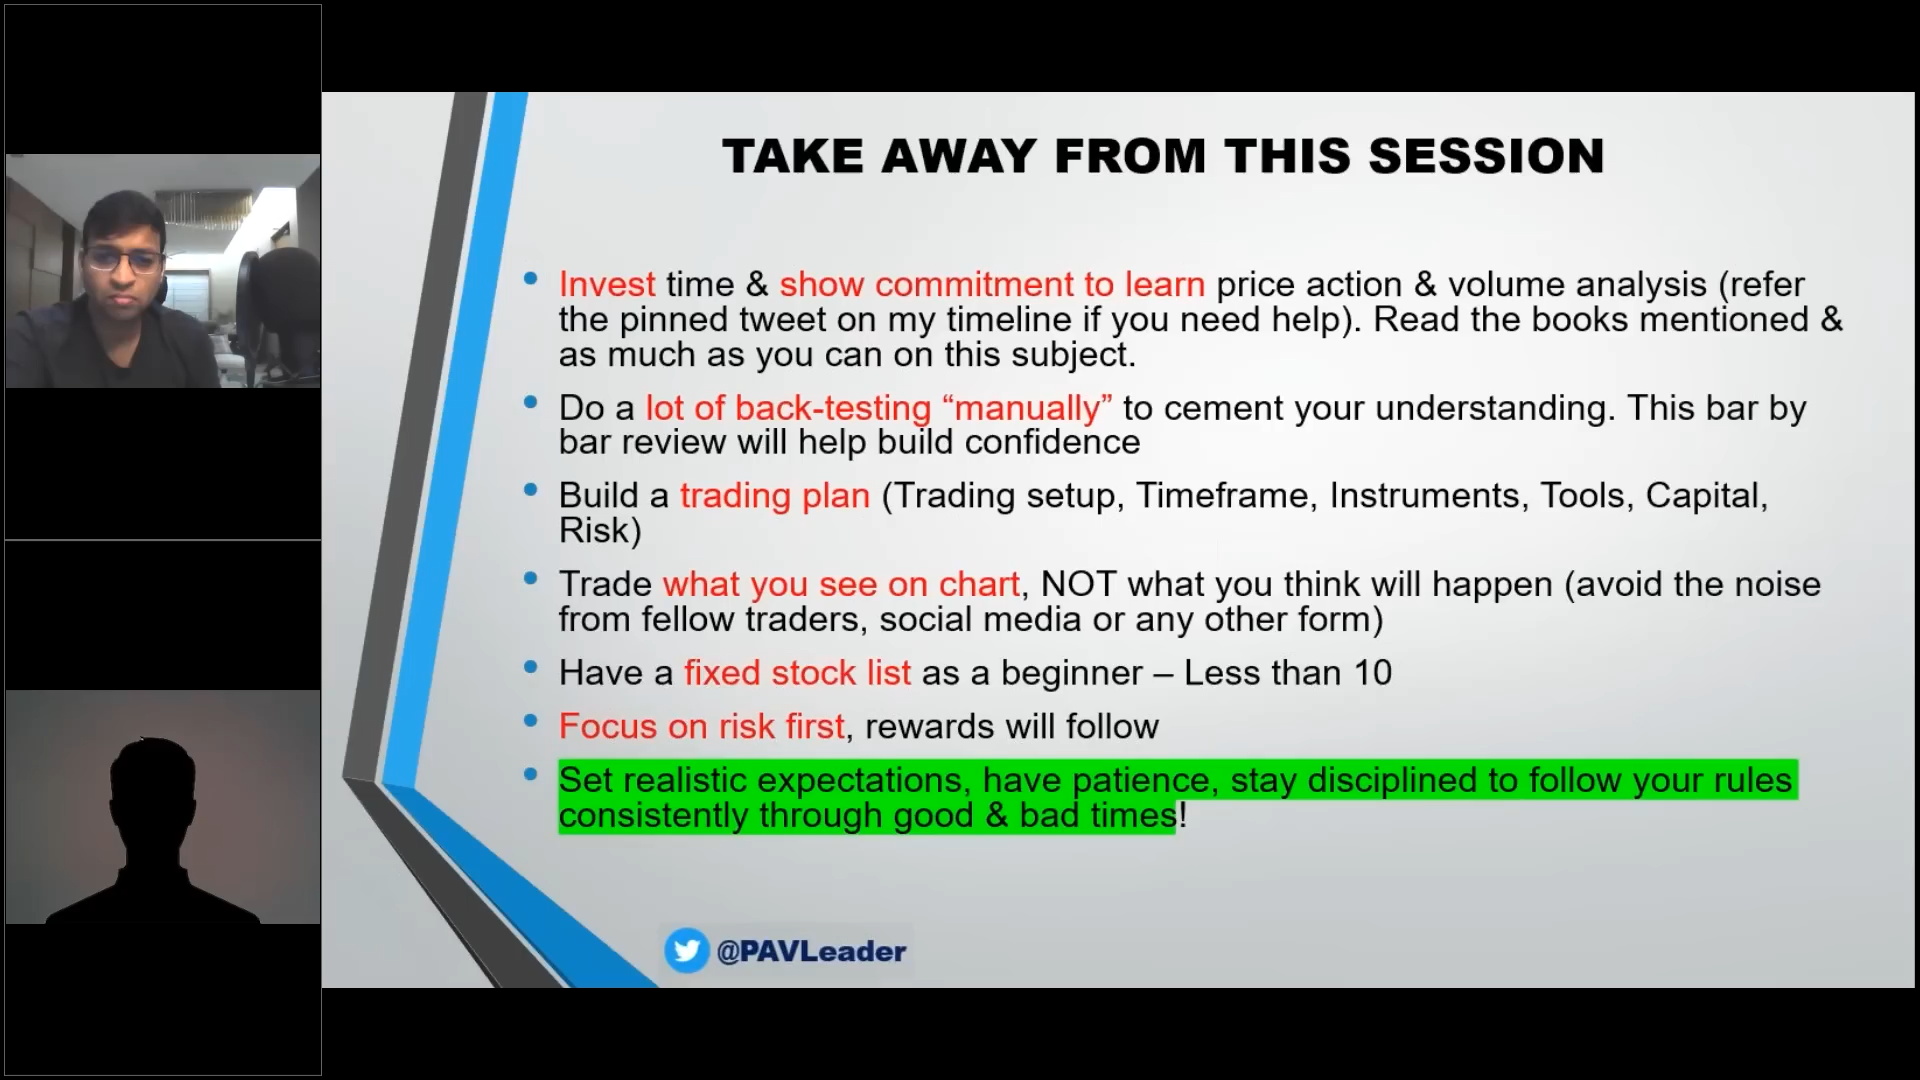 TAKE AWAY FROM THIS SESSION
Invest time & show commitment to learn price action & volume analysis (refer
the pinned tweet on my timeline if you need help). Read the books mentioned &
as much as you can on this subject.
Do a lot of back-testing “manually” to cement your understanding. This bar by
bar review will help build confidence
Build a trading plan (Trading setup, Timeframe, Instruments, Tools, Capital,
Risk)
Trade what you see on chart, NOT what you think will happen (avoid the noise
from fellow traders, social media or any other form)
Have a fixed stock list as a beginner – Less than 10
Focus on risk first, rewards will follow
Set realistic expectations, have patience, stay disciplined to follow your rules
consistently through good & bad times!
@PAVLeader